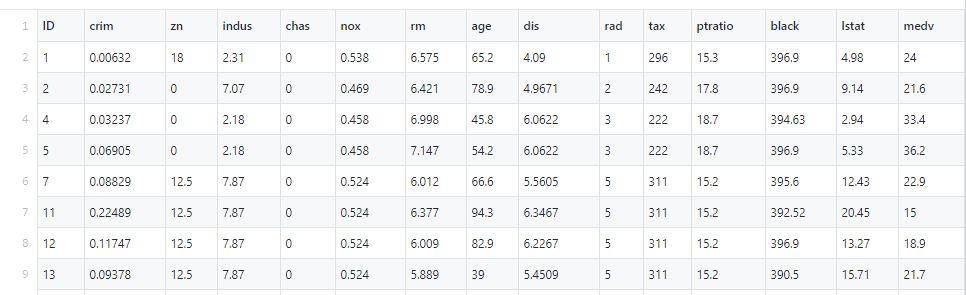 1 ID crim zn indus chas nox rm age dis rad tax ptratio black lstat medv
2 1 0.00632 18 2.31 0 0.538 6.575 65.2 4.09 1 296 15.3 396.9 4.98 24
3 2 0.02731 0 7.07 0 0.469 6.421 78.9 4.9671 2 242 17.8 396.9 9.14 21.6
4 4 0.03237 0 2.18 0 0.458 6.998 45.8 6.0622 3 222 18.7 394.63 2.94 33.4
5 5 0.06905 0 2.18 0 0.458 7.147 54.2 6.0622 3 222 18.7 396.9 5.33 36.2
6 7 0.08829 12.5 7.87 0 0.524 6.012 66.6 5.5605 5 311 15.2 395.6 12.43 22.9
7 11 0.22489 12.5 7.87 0 0.524 6.377 94.3 6.3467 5 311 15.2 392.52 20.45 15
8 12 0.11747 12.5 7.87 0 0.524 6.009 82.9 6.2267 5 311 15.2 396.9 13.27 18.9
9 13 0.09378 12.5 7.87 0 0.524 5.889 39 5.4509 5 311 15.2 390.5 15.71 21.7